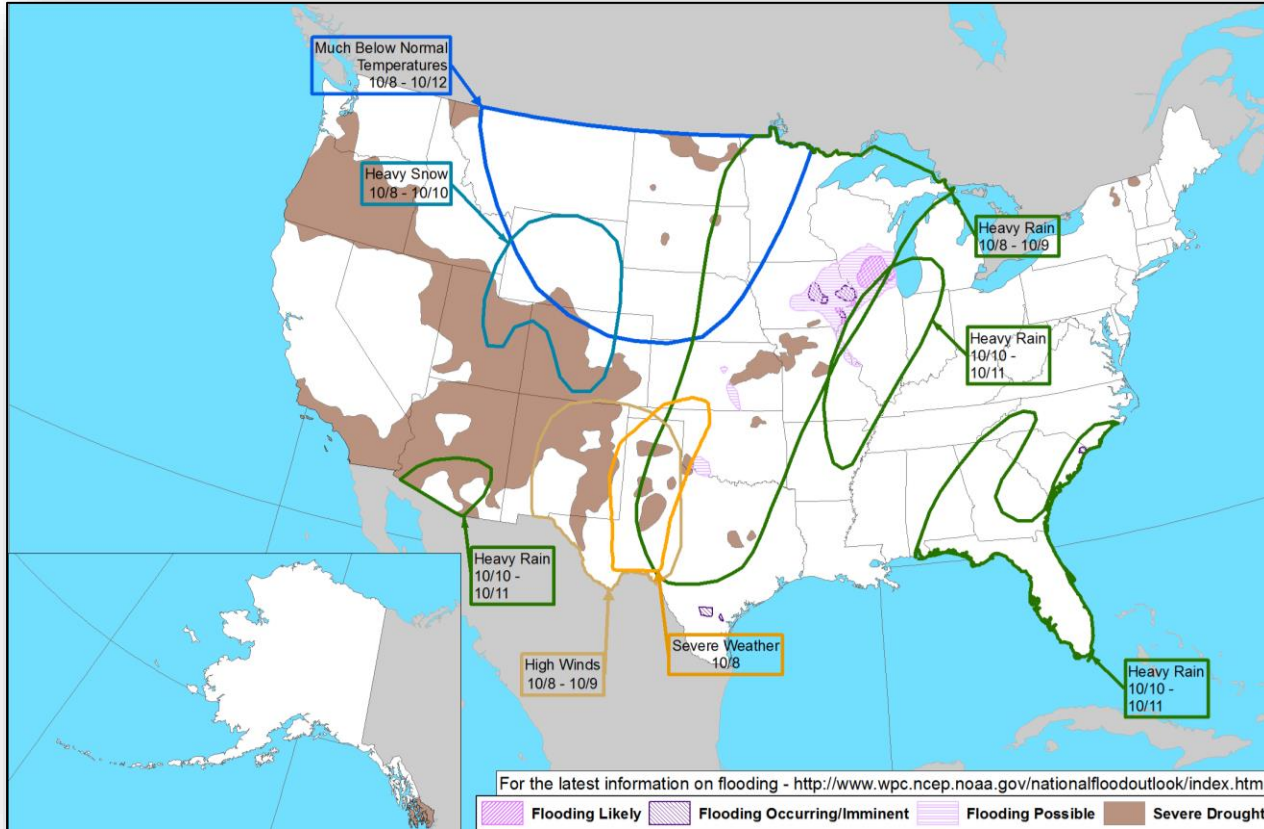 Much Below Normal
Temperatures
10/8 - 10/12
Heavy Snow
10/8 - 10/10
Heavy Rain
10/8 - 10/9
Heavy Rain
10/10 -
10/11
Heavy Rain
10/10 -
10/11
High Winds
10/8 - 10/9
Severe Weather
10/8
Heavy Rain
10/10 -
10/11
For the latest information on flooding - http://www.wpc.ncep.noaa.gov/nationalfloodoutlook/index.htm
Flooding Likely Flooding Occurring/Imminent Flooding Possible Severe Drought